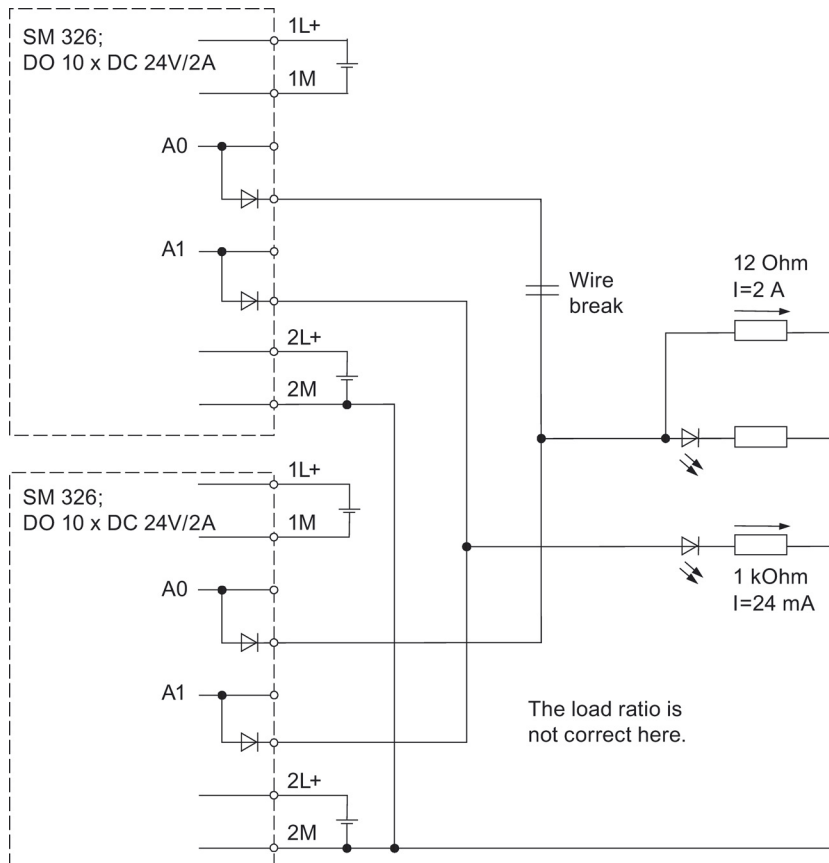 SM 326;
DO 10 x DC 24V/2A
1L+
1M
A0
A1
2L+
2M
Wire
break
12 Ohm
I=2 A
SM 326;
DO 10 x DC 24V/2A
1L+
1M
A0
A1
2L+
2M
1 kOhm
I=24 mA
The load ratio is
not correct here.